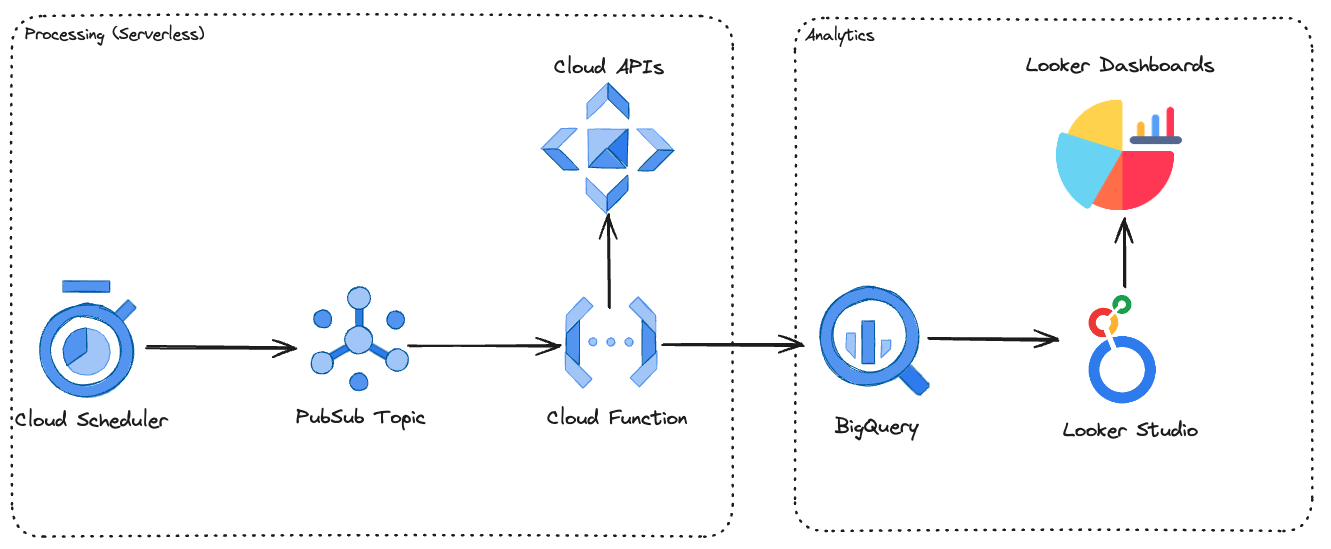 Processing (Serverless)
Analytics
Cloud APIs
Looker Dashboards
Cloud Scheduler
PubSub Topic
Cloud Function
BigQuery
Looker Studio